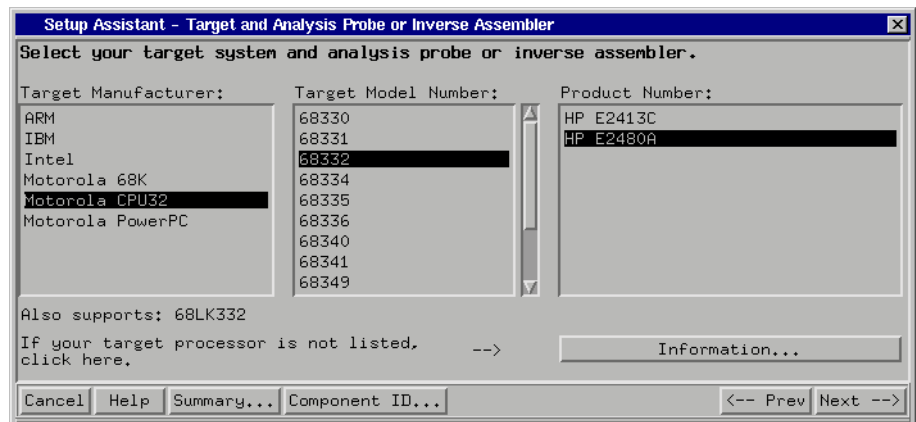 Setup Assistant - Target and Analysis Probe or Inverse Assembler
Select your target system and analysis probe or inverse assembler.
Target Manufacturer:
ARM
IBM
Intel
Motorola 68K
Motorola CPU32
Motorola PowerPC
Target Model Number:
68330
68331
68332
68334
68335
68336
68340
68341
68349
Product Number:
HP E2413C
HP E2480A
Also supports: 68LK332
If your target processor is not listed,
click here.
-->
Information...
Cancel
Help
Summary...
Component ID...
<-- Prev
Next -->